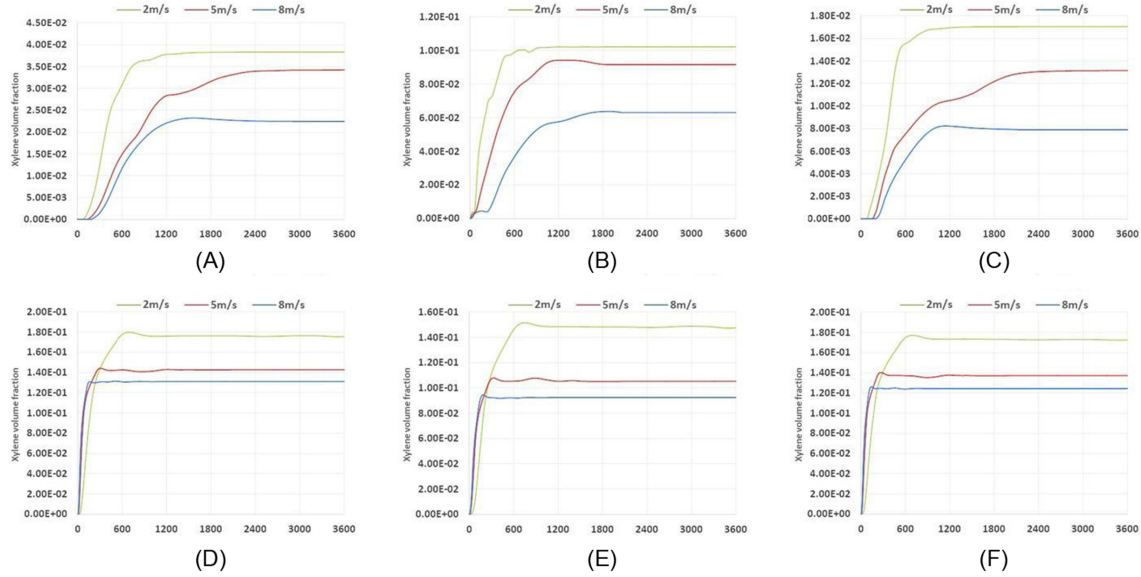 2m/s 5m/s 8m/s
Xylene volume fraction
4.50E-02
4.00E-02
3.50E-02
3.00E-02
2.50E-02
2.00E-02
1.50E-02
1.00E-02
5.00E-03
0.00E+00
0 600 1200 1800 2400 3000 3600
(A)
2m/s 5m/s 8m/s
Xylene volume fraction
1.20E-01
1.00E-01
8.00E-02
6.00E-02
4.00E-02
2.00E-02
0.00E+00
0 600 1200 1800 2400 3000 3600
(B)
2m/s 5m/s 8m/s
Xylene volume fraction
1.80E-02
1.60E-02
1.40E-02
1.20E-02
1.00E-02
8.00E-03
6.00E-03
4.00E-03
2.00E-03
0.00E+00
0 600 1200 1800 2400 3000 3600
(C)
2m/s 5m/s 8m/s
Xylene volume fraction
2.00E-01
1.80E-01
1.60E-01
1.40E-01
1.20E-01
1.00E-01
8.00E-02
6.00E-02
4.00E-02
2.00E-02
0.00E+00
0 600 1200 1800 2400 3000 3600
(D)
2m/s 5m/s 8m/s
Xylene volume fraction
1.60E-01
1.40E-01
1.20E-01
1.00E-01
8.00E-02
6.00E-02
4.00E-02
2.00E-02
0.00E+00
0 600 1200 1800 2400 3000 3600
(E)
2m/s 5m/s 8m/s
Xylene volume fraction
2.00E-01
1.80E-01
1.60E-01
1.40E-01
1.20E-01
1.00E-01
8.00E-02
6.00E-02
4.00E-02
2.00E-02
0.00E+00
0 600 1200 1800 2400 3000 3600
(F)